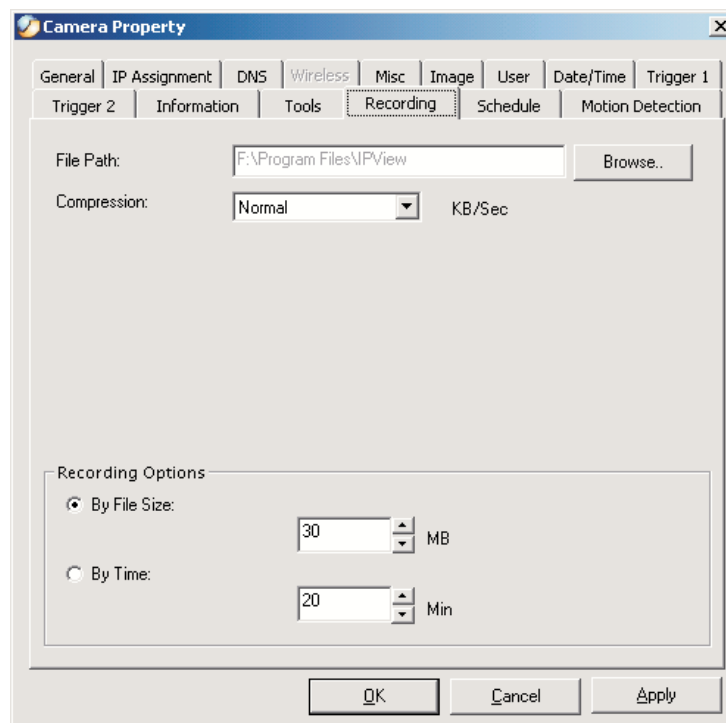 Camera Property
General IP Assignment DNS Wireless Misc Image User Date/Time Trigger 1
Trigger 2 Information Tools Recording Schedule Motion Detection
File Path: F:\Program Files\IPView Browse..
Compression: Normal KB/Sec
Recording Options
By File Size:
30 MB
By Time:
20 Min
OK Cancel Apply